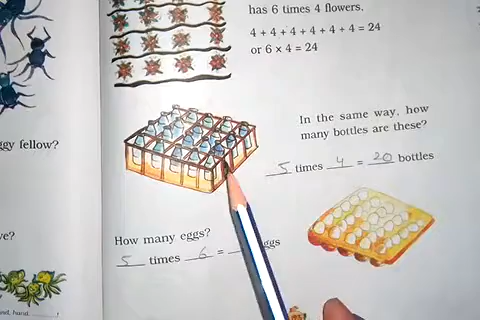 has 6 times 4 flowers.
4 + 4 + 4 + 4 + 4 + 4 = 24
or 6 × 4 = 24
In the same way, how
many bottles are these?
5 times 4 = 20 bottles
ggy fellow?
How many eggs?
5 times 6 = ggs
ve?